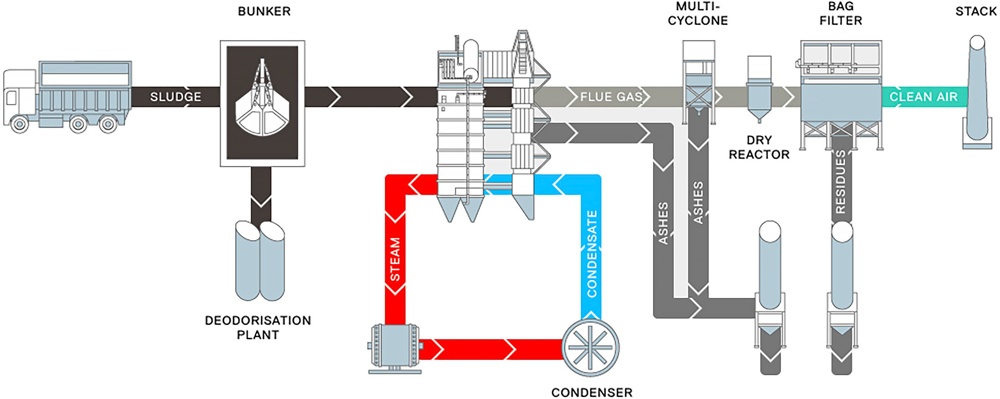 BUNKER
MULTI-
CYCLONE
BAG
FILTER
STACK
SLUDGE
FLUE GAS
CLEAN AIR
DRY
REACTOR
RESIDUES
ASHES
ASHES
CONDENSATE
STEAM
DEODORISATION
PLANT
CONDENSER